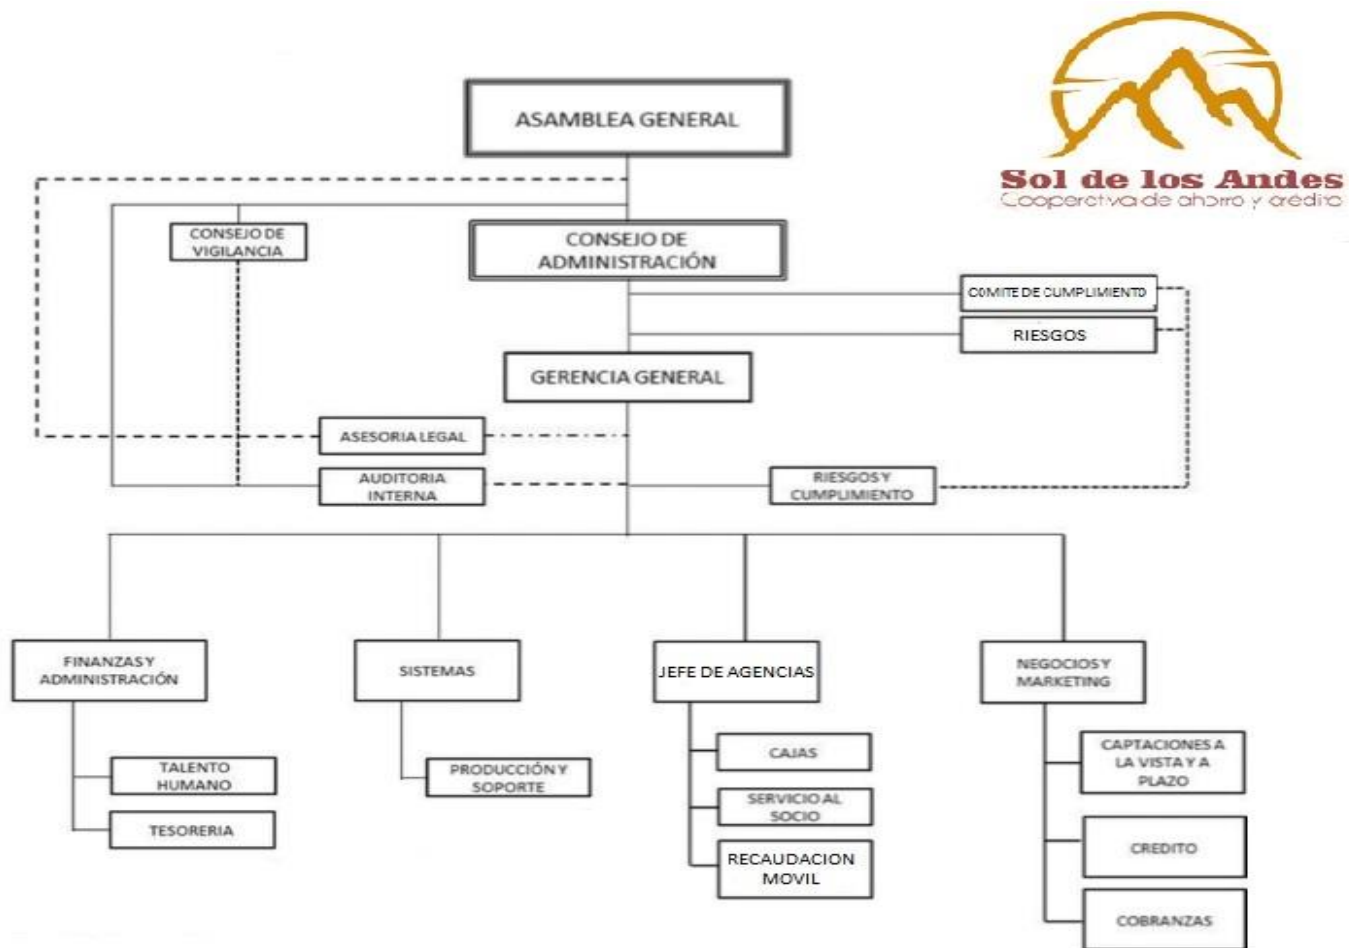 ASAMBLEA GENERAL
Sol de los Andes
Cooperativa de ahorro y crédito
CONSEJO DE
VIGILANCIA
CONSEJO DE
ADMINISTRACIÓN
COMITE DE CUMPLIMIENTO
RIESGOS
GERENCIA GENERAL
ASESORIA LEGAL
AUDITORIA
INTERNA
RIESGOS Y
CUMPLIMIENTO
FINANZAS Y
ADMINISTRACIÓN
TALENTO
HUMANO
TESORERIA
SISTEMAS
PRODUCCIÓN Y
SOPORTE
JEFE DE AGENCIAS
CAJAS
SERVICIO AL
SOCIO
RECAUDACION
MOVIL
NEGOCIOS Y
MARKETING
CAPTACIONES A
LA VISTA Y A
PLAZO
CREDITO
COBRANZAS